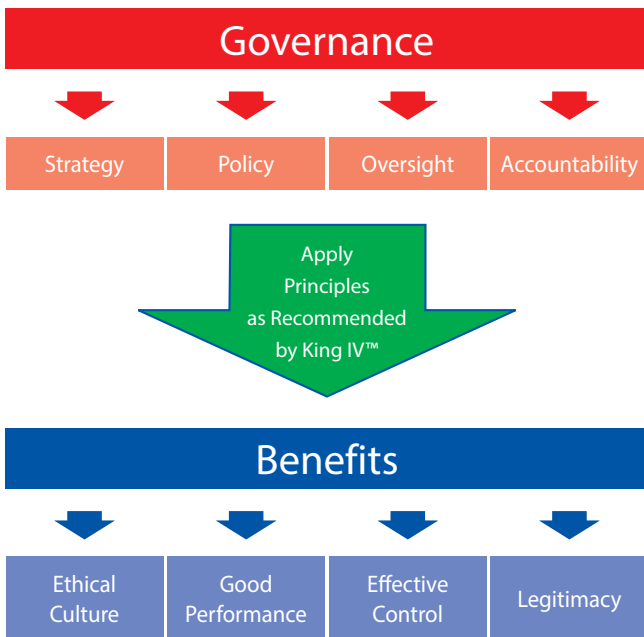 Governance
Strategy
Policy
Oversight
Accountability
Apply
Principles
as Recommended
by King IV™
Benefits
Ethical
Culture
Good
Performance
Effective
Control
Legitimacy